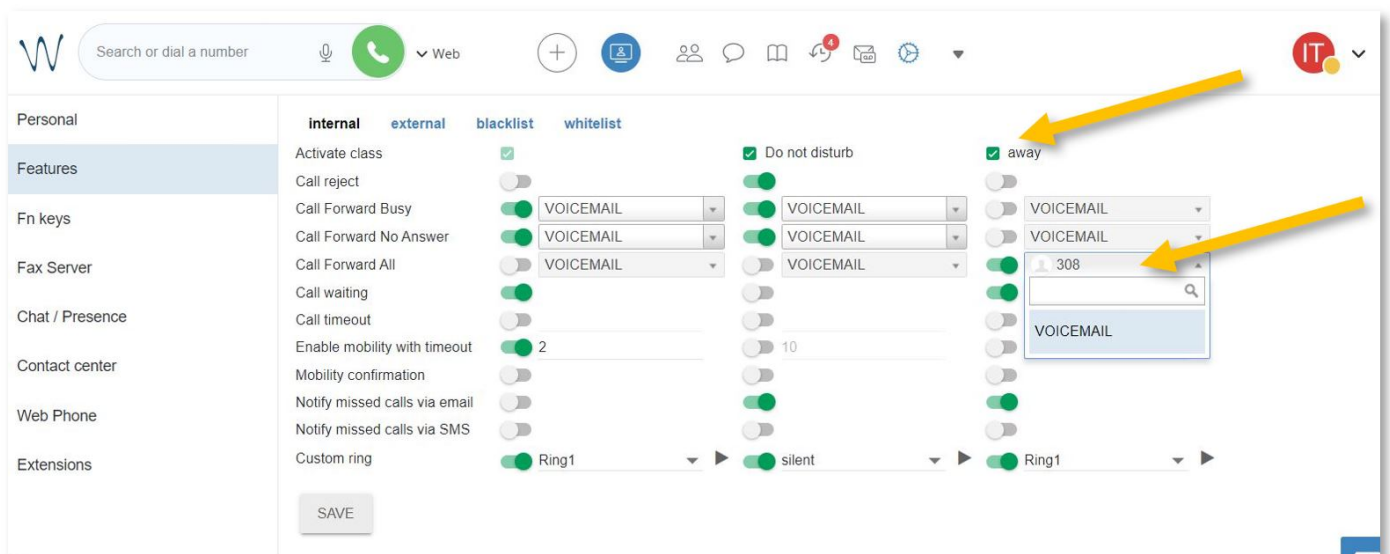 W Search or dial a number Web 4 IT
Personal
Features
Fn keys
Fax Server
Chat / Presence
Contact center
Web Phone
Extensions
internal external blacklist whitelist
Activate class Do not disturb away
Call reject
Call Forward Busy VOICEMAIL VOICEMAIL VOICEMAIL
Call Forward No Answer VOICEMAIL VOICEMAIL VOICEMAIL
Call Forward All VOICEMAIL VOICEMAIL 308
Call waiting
Call timeout VOICEMAIL
Enable mobility with timeout 2 10
Mobility confirmation
Notify missed calls via email
Notify missed calls via SMS
Custom ring Ring1 silent Ring1
SAVE